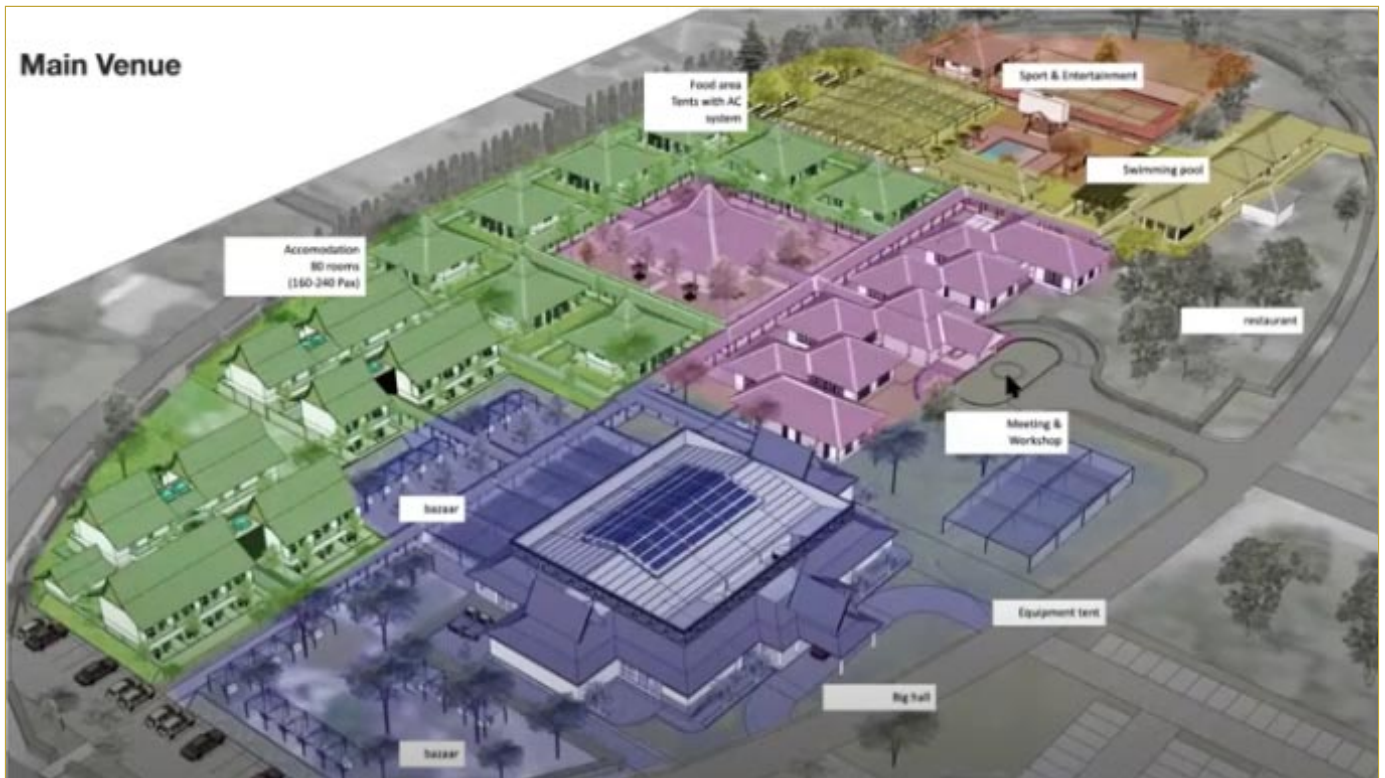 Main Venue
Sport & Entertainment
Food area
Tents with AC
system
Swimming pool
Accomodation
80 rooms
(160-240 Pax)
restaurant
Meeting &
Workshop
bazaar
Equipment tent
Big hall
bazaar